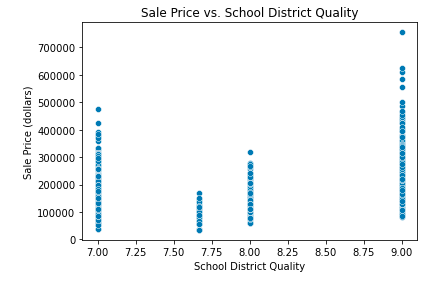 Sale Price vs. School District Quality
Sale Price (dollars)
700000
600000
500000
400000
300000
200000
100000
0
7.00 7.25 7.50 7.75 8.00 8.25 8.50 8.75 9.00
School District Quality